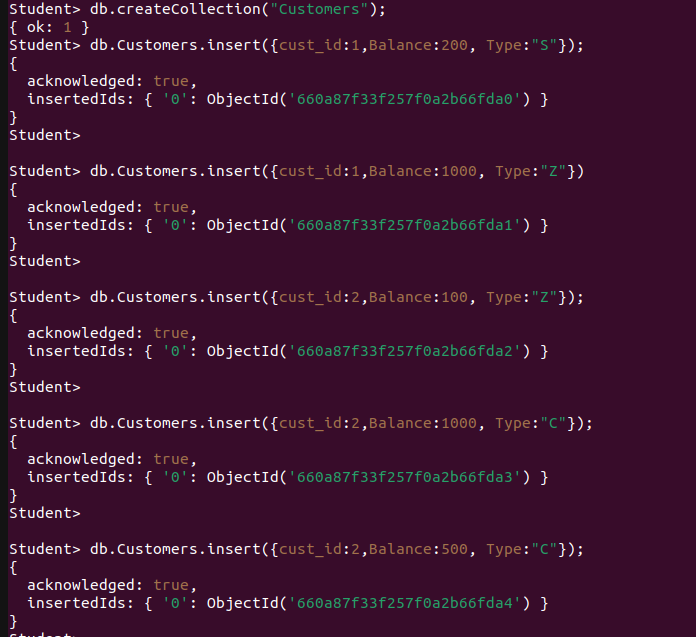 Student> db.createCollection("Customers");
{ ok: 1 }
Student> db.Customers.insert({cust_id:1,Balance:200, Type:"S"});
{
  acknowledged: true,
  insertedIds: { '0': ObjectId('660a87f33f257f0a2b66fda0') }
}
Student>
Student> db.Customers.insert({cust_id:1,Balance:1000, Type:"Z"})
{
  acknowledged: true,
  insertedIds: { '0': ObjectId('660a87f33f257f0a2b66fda1') }
}
Student>
Student> db.Customers.insert({cust_id:2,Balance:100, Type:"Z"});
{
  acknowledged: true,
  insertedIds: { '0': ObjectId('660a87f33f257f0a2b66fda2') }
}
Student>
Student> db.Customers.insert({cust_id:2,Balance:1000, Type:"C"});
{
  acknowledged: true,
  insertedIds: { '0': ObjectId('660a87f33f257f0a2b66fda3') }
}
Student>
Student> db.Customers.insert({cust_id:2,Balance:500, Type:"C"});
{
  acknowledged: true,
  insertedIds: { '0': ObjectId('660a87f33f257f0a2b66fda4') }
}
Student>